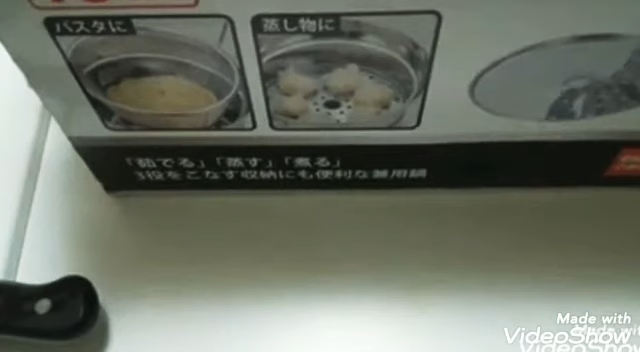 パスタに
蒸し物に
「茹でる」「蒸す」「煮る」
3役をこなす収納にも便利な兼用鍋
Made with
VideoShow